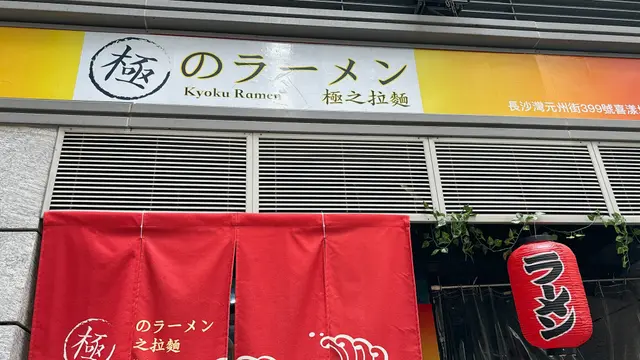 極のラーメン
Kyoku Ramen 極之拉麵
長沙灣元州街399號喜漾
極のラーメン
之拉麵
ラーメン